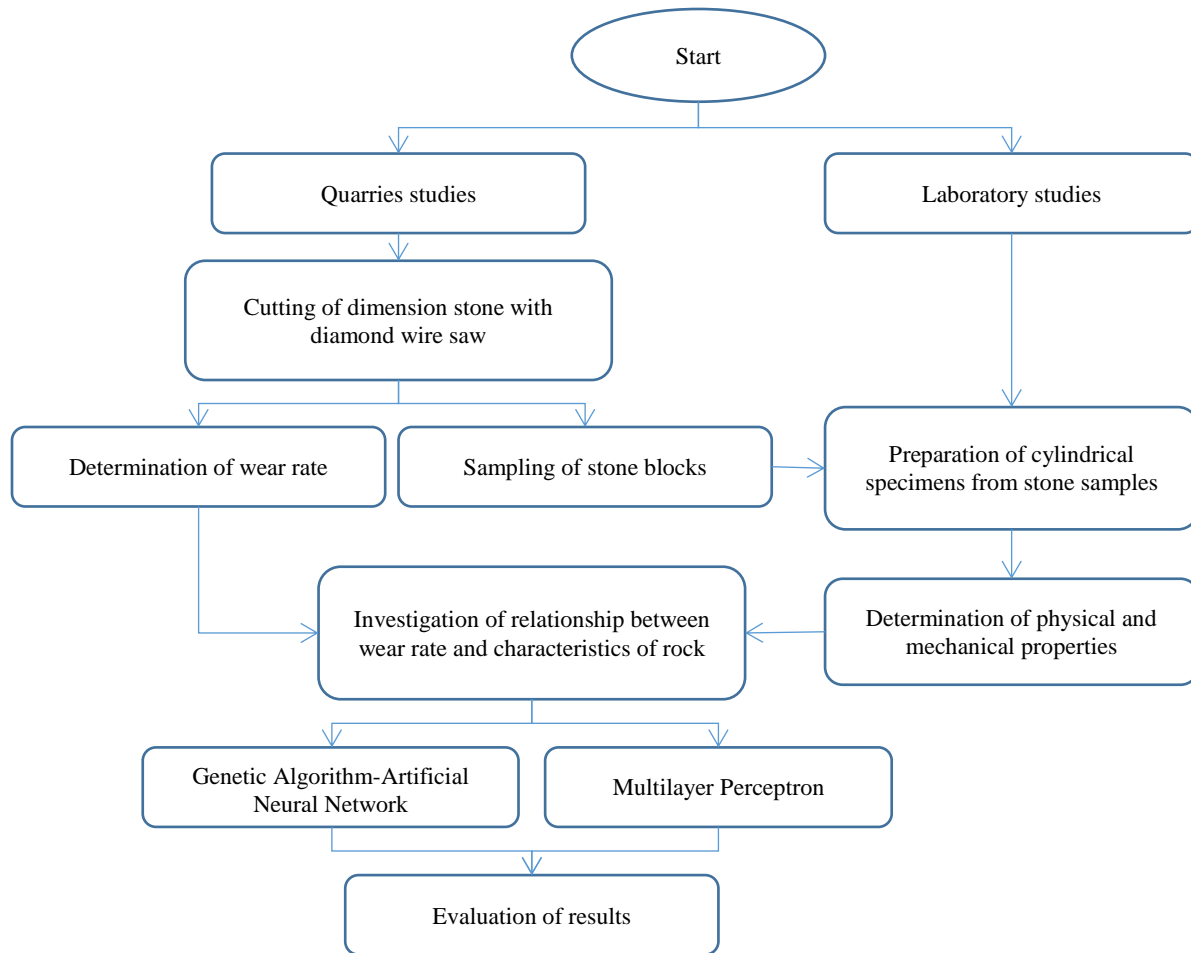 Start
Quarries studies
Laboratory studies
Cutting of dimension stone with
diamond wire saw
Determination of wear rate
Sampling of stone blocks
Preparation of cylindrical
specimens from stone samples
Investigation of relationship between
wear rate and characteristics of rock
Determination of physical and
mechanical properties
Genetic Algorithm-Artificial
Neural Network
Multilayer Perceptron
Evaluation of results